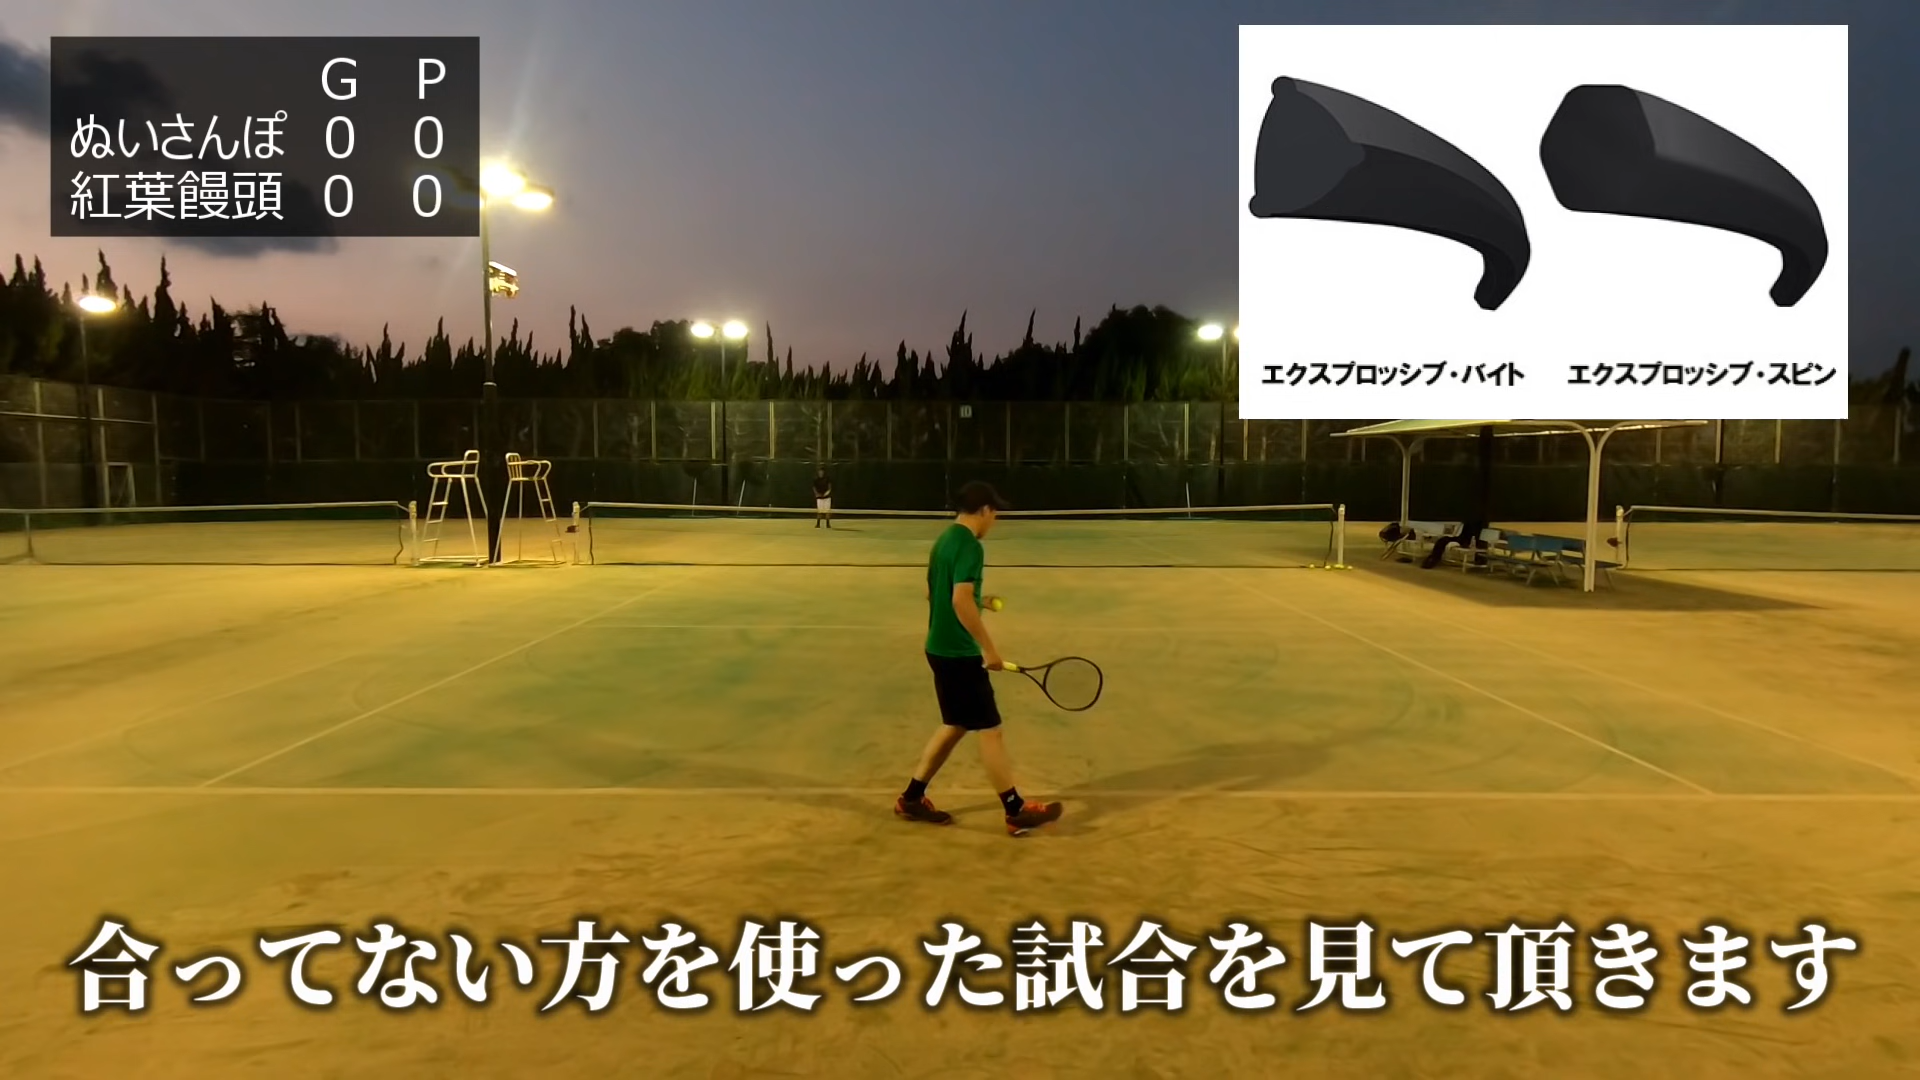 G P
ぬいさんぽ 0 0
紅葉饅頭 0 0
エクスプロッシブ・バイト エクスプロッシブ・スピン
10
合ってない方を使った試合を見て頂きます